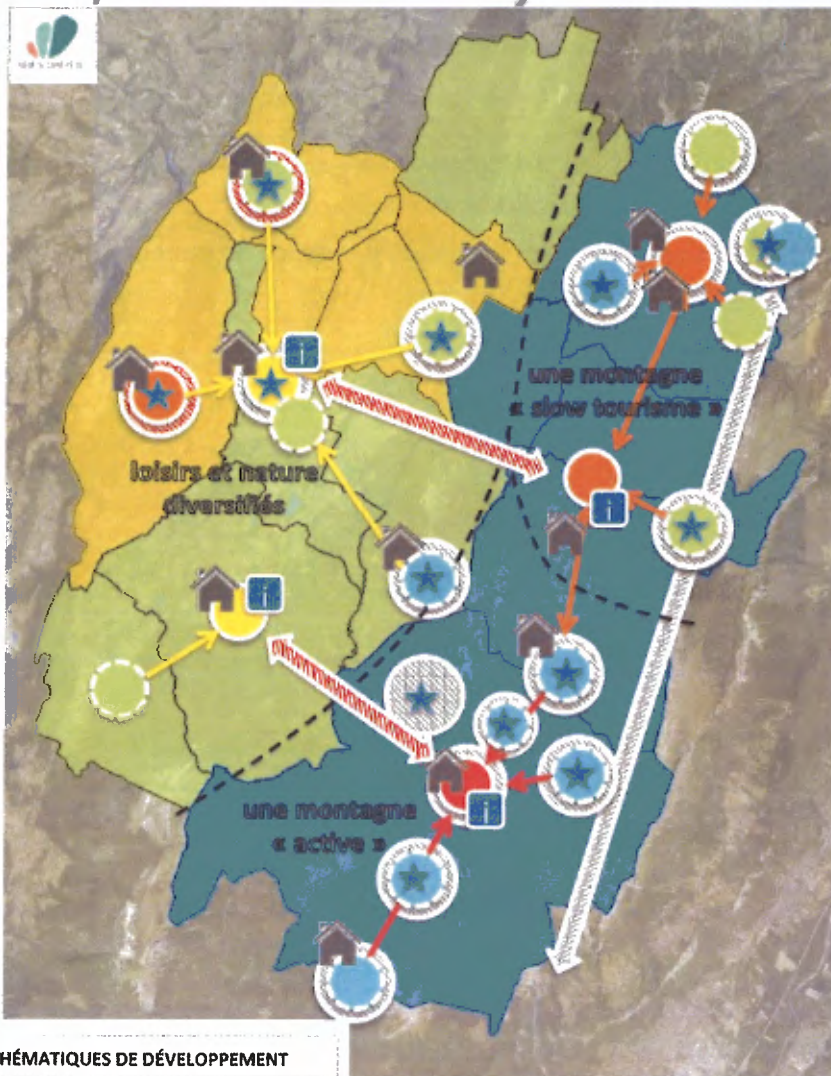 une montagne
« slow tourisme »
loisirs et nature
diversifiés
une montagne
« active »
HÉMATIQUES DE DÉVELOPPEMENT